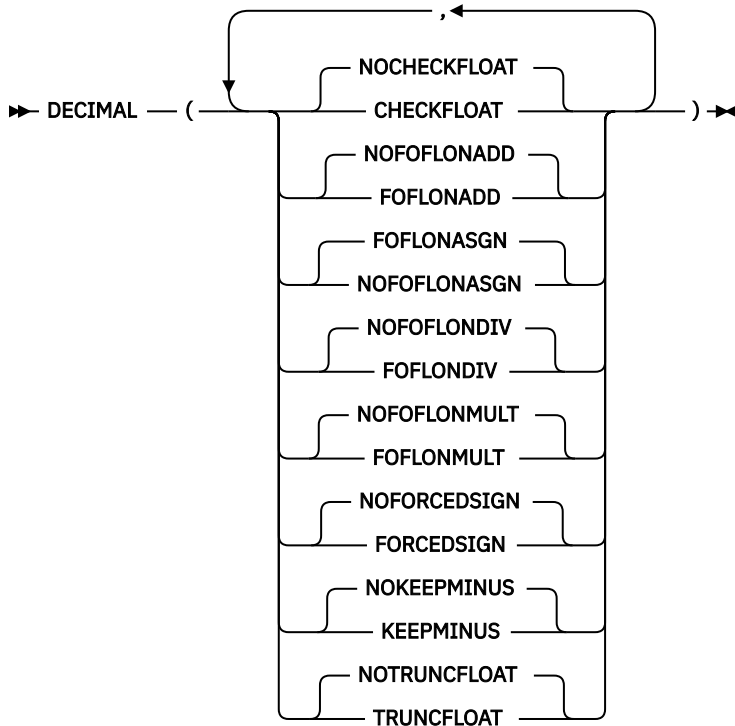 ,
NOCHECKFLOAT
DECIMAL ( CHECKFLOAT )
NOFOFLONADD
FOFLONADD
FOFLONASGN
NOFOFLONASGN
NOFOFLONDIV
FOFLONDIV
NOFOFLONMULT
FOFLONMULT
NOFORCEDSIGN
FORCEDSIGN
NOKEEPMINUS
KEEPMINUS
NOTRUNCFLOAT
TRUNCFLOAT